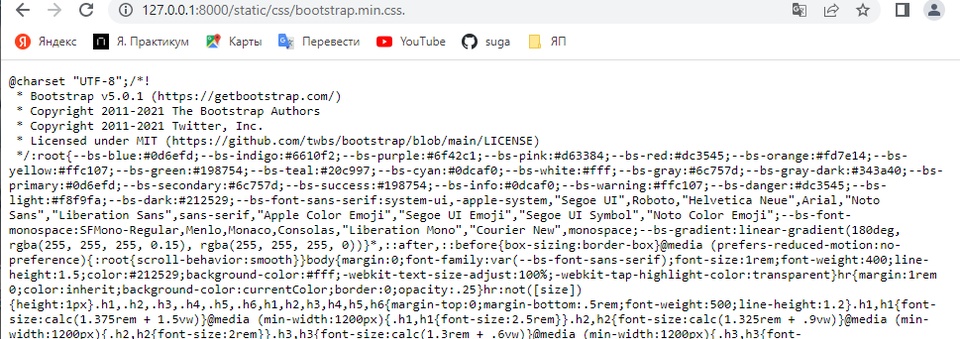 127.0.0.1:8000/static/css/bootstrap.min.css.
Яндекс Я. Практикум Карты Перевести YouTube suga ЯП
@charset "UTF-8";/*!
 * Bootstrap v5.0.1 (https://getbootstrap.com/)
 * Copyright 2011-2021 The Bootstrap Authors
 * Copyright 2011-2021 Twitter, Inc.
 * Licensed under MIT (https://github.com/twbs/bootstrap/blob/main/LICENSE)
 */:root{--bs-blue:#0d6efd;--bs-indigo:#6610f2;--bs-purple:#6f42c1;--bs-pink:#d63384;--bs-red:#dc3545;--bs-orange:#fd7e14;--bs-
yellow:#ffc107;--bs-green:#198754;--bs-teal:#20c997;--bs-cyan:#0dcaf0;--bs-white:#fff;--bs-gray:#6c757d;--bs-gray-dark:#343a40;--bs-
primary:#0d6efd;--bs-secondary:#6c757d;--bs-success:#198754;--bs-info:#0dcaf0;--bs-warning:#ffc107;--bs-danger:#dc3545;--bs-
light:#f8f9fa;--bs-dark:#212529;--bs-font-sans-serif:system-ui,-apple-system,"Segoe UI",Roboto,"Helvetica Neue",Arial,"Noto
Sans","Liberation Sans",sans-serif,"Apple Color Emoji","Segoe UI Emoji","Segoe UI Symbol","Noto Color Emoji";--bs-font-
monospace:SFMono-Regular,Menlo,Monaco,Consolas,"Liberation Mono","Courier New",monospace;--bs-gradient:linear-gradient(180deg,
rgba(255, 255, 255, 0.15), rgba(255, 255, 255, 0))}*,::after,::before{box-sizing:border-box}@media (prefers-reduced-motion:no-
preference){:root{scroll-behavior:smooth}}body{margin:0;font-family:var(--bs-font-sans-serif);font-size:1rem;font-weight:400;line-
height:1.5;color:#212529;background-color:#fff;-webkit-text-size-adjust:100%;-webkit-tap-highlight-color:transparent}hr{margin:1rem
0;color:inherit;background-color:currentColor;border:0;opacity:.25}hr:not([size])
{height:1px}.h1,.h2,.h3,.h4,.h5,.h6,h1,h2,h3,h4,h5,h6{margin-top:0;margin-bottom:.5rem;font-weight:500;line-height:1.2}.h1,h1{font-
size:calc(1.375rem + 1.5vw)}@media (min-width:1200px){.h1,h1{font-size:2.5rem}}.h2,h2{font-size:calc(1.325rem + .9vw)}@media (min-
width:1200px){.h2,h2{font-size:2rem}}.h3,h3{font-size:calc(1.3rem + .6vw)}@media (min-width:1200px){.h3,h3{font-